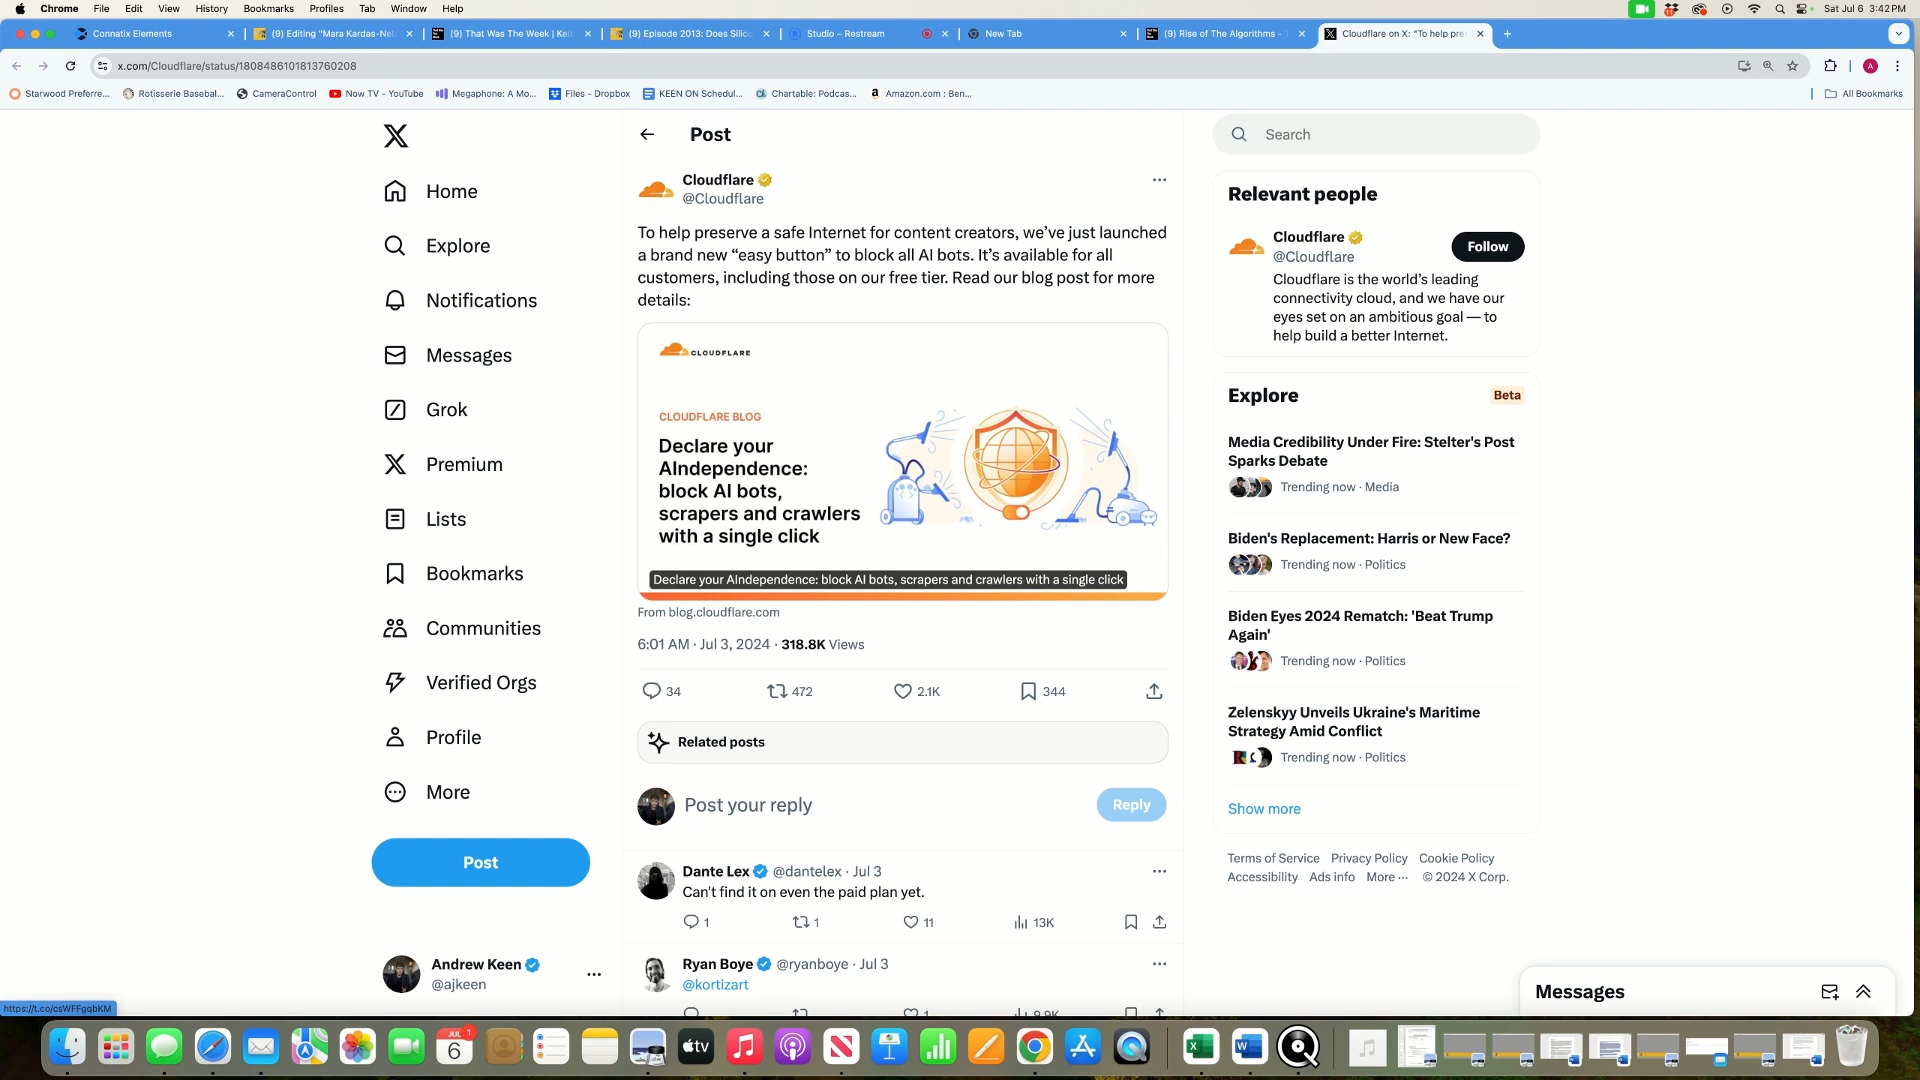 Chrome File Edit View History Bookmarks Profiles Tab Window Help
Sat Jul 6 3:42 PM
Connatix Elements
(9) Editing "Mara Kardas-Nel
(9) That Was The Week | Keit
(9) Episode 2013: Does Silic
Studio – Restream
New Tab
(9) Rise of The Algorithms -
Cloudflare on X: "To help pre
x.com/Cloudflare/status/1808486101813760208
A
Starwood Preferre...
Rotisserie Basebal...
CameraControl
Now TV - YouTube
Megaphone: A Mo...
Files - Dropbox
KEEN ON Schedul...
Chartable: Podcas...
Amazon.com : Ben...
All Bookmarks
Home
Explore
Notifications
Messages
Grok
Premium
Lists
Bookmarks
Communities
Verified Orgs
Profile
More
Post
Andrew Keen
@ajkeen
https://t.co/csWFFgqbKM
Post
Cloudflare
@Cloudflare
To help preserve a safe Internet for content creators, we've just launched
a brand new “easy button” to block all AI bots. It's available for all
customers, including those on our free tier. Read our blog post for more
details:
CLOUDFLARE
CLOUDFLARE BLOG
Declare your
AIndependence:
block AI bots,
scrapers and crawlers
with a single click
Declare your AIndependence: block AI bots, scrapers and crawlers with a single click
From blog.cloudflare.com
6:01 AM · Jul 3, 2024 · 318.8K Views
34 472 2.1K 344
Related posts
Post your reply
Reply
Dante Lex @dantelex · Jul 3
Can't find it on even the paid plan yet.
1 1 11 13K
Ryan Boye @ryanboye · Jul 3
@kortizart
1 9.9K
Search
Relevant people
Cloudflare
@Cloudflare
Follow
Cloudflare is the world's leading
connectivity cloud, and we have our
eyes set on an ambitious goal — to
help build a better Internet.
Explore
Beta
Media Credibility Under Fire: Stelter's Post
Sparks Debate
Trending now · Media
Biden's Replacement: Harris or New Face?
Trending now · Politics
Biden Eyes 2024 Rematch: 'Beat Trump
Again'
Trending now · Politics
Zelenskyy Unveils Ukraine's Maritime
Strategy Amid Conflict
Trending now · Politics
Show more
Terms of Service Privacy Policy Cookie Policy
Accessibility Ads info More ··· © 2024 X Corp.
Messages
JUL
6
1
tv